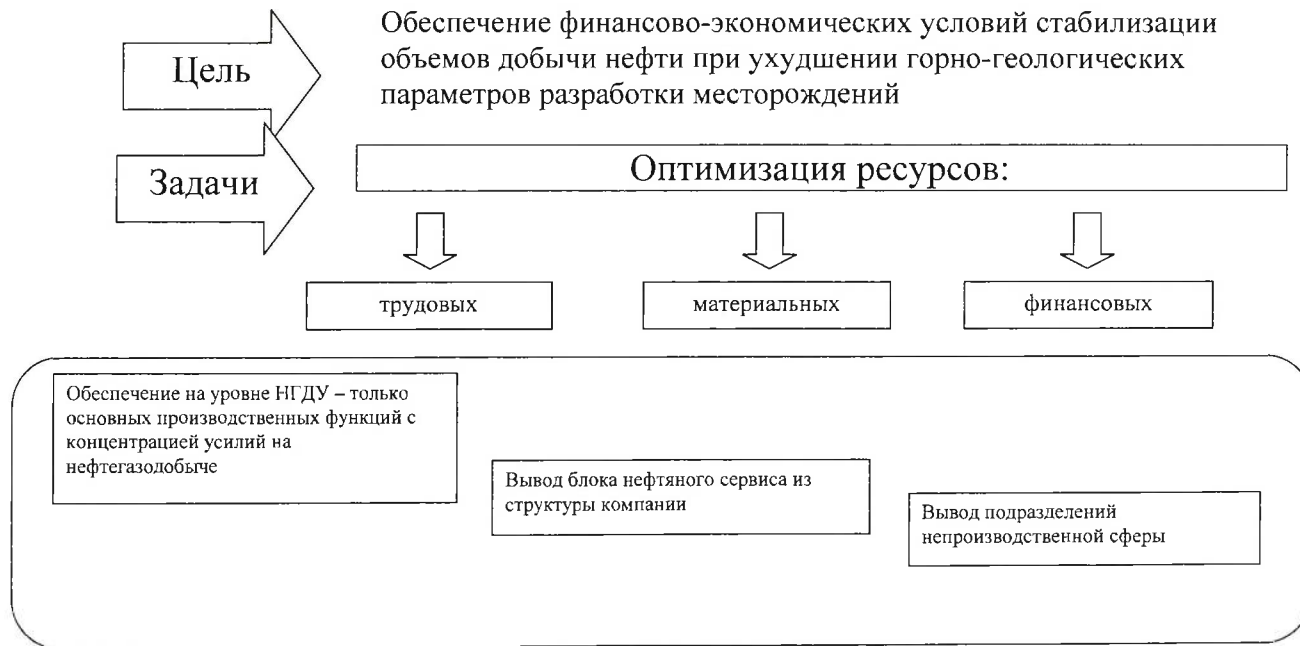 Цель
Обеспечение финансово-экономических условий стабилизации
объемов добычи нефти при ухудшении горно-геологических
параметров разработки месторождений
Задачи
Оптимизация ресурсов:
трудовых
материальных
финансовых
Обеспечение на уровне НГДУ – только
основных производственных функций с
концентрацией усилий на
нефтегазодобыче
Вывод блока нефтяного сервиса из
структуры компании
Вывод подразделений
непроизводственной сферы